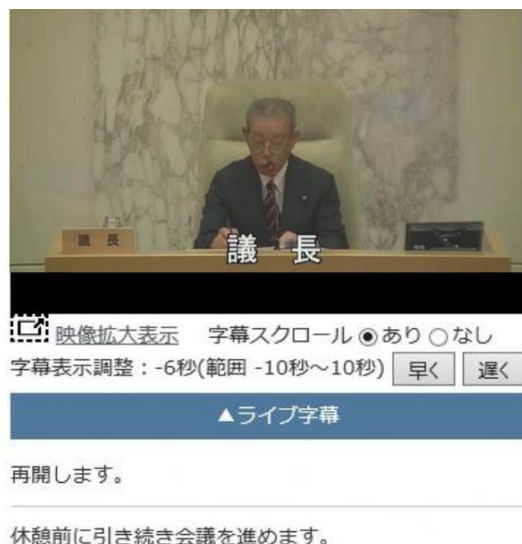 議長
議 長
映像拡大表示 字幕スクロール ◉あり ○なし
字幕表示調整：-6秒(範囲 -10秒～10秒) 早く 遅く
▲ライブ字幕
再開します。
休憩前に引き続き会議を進めます。